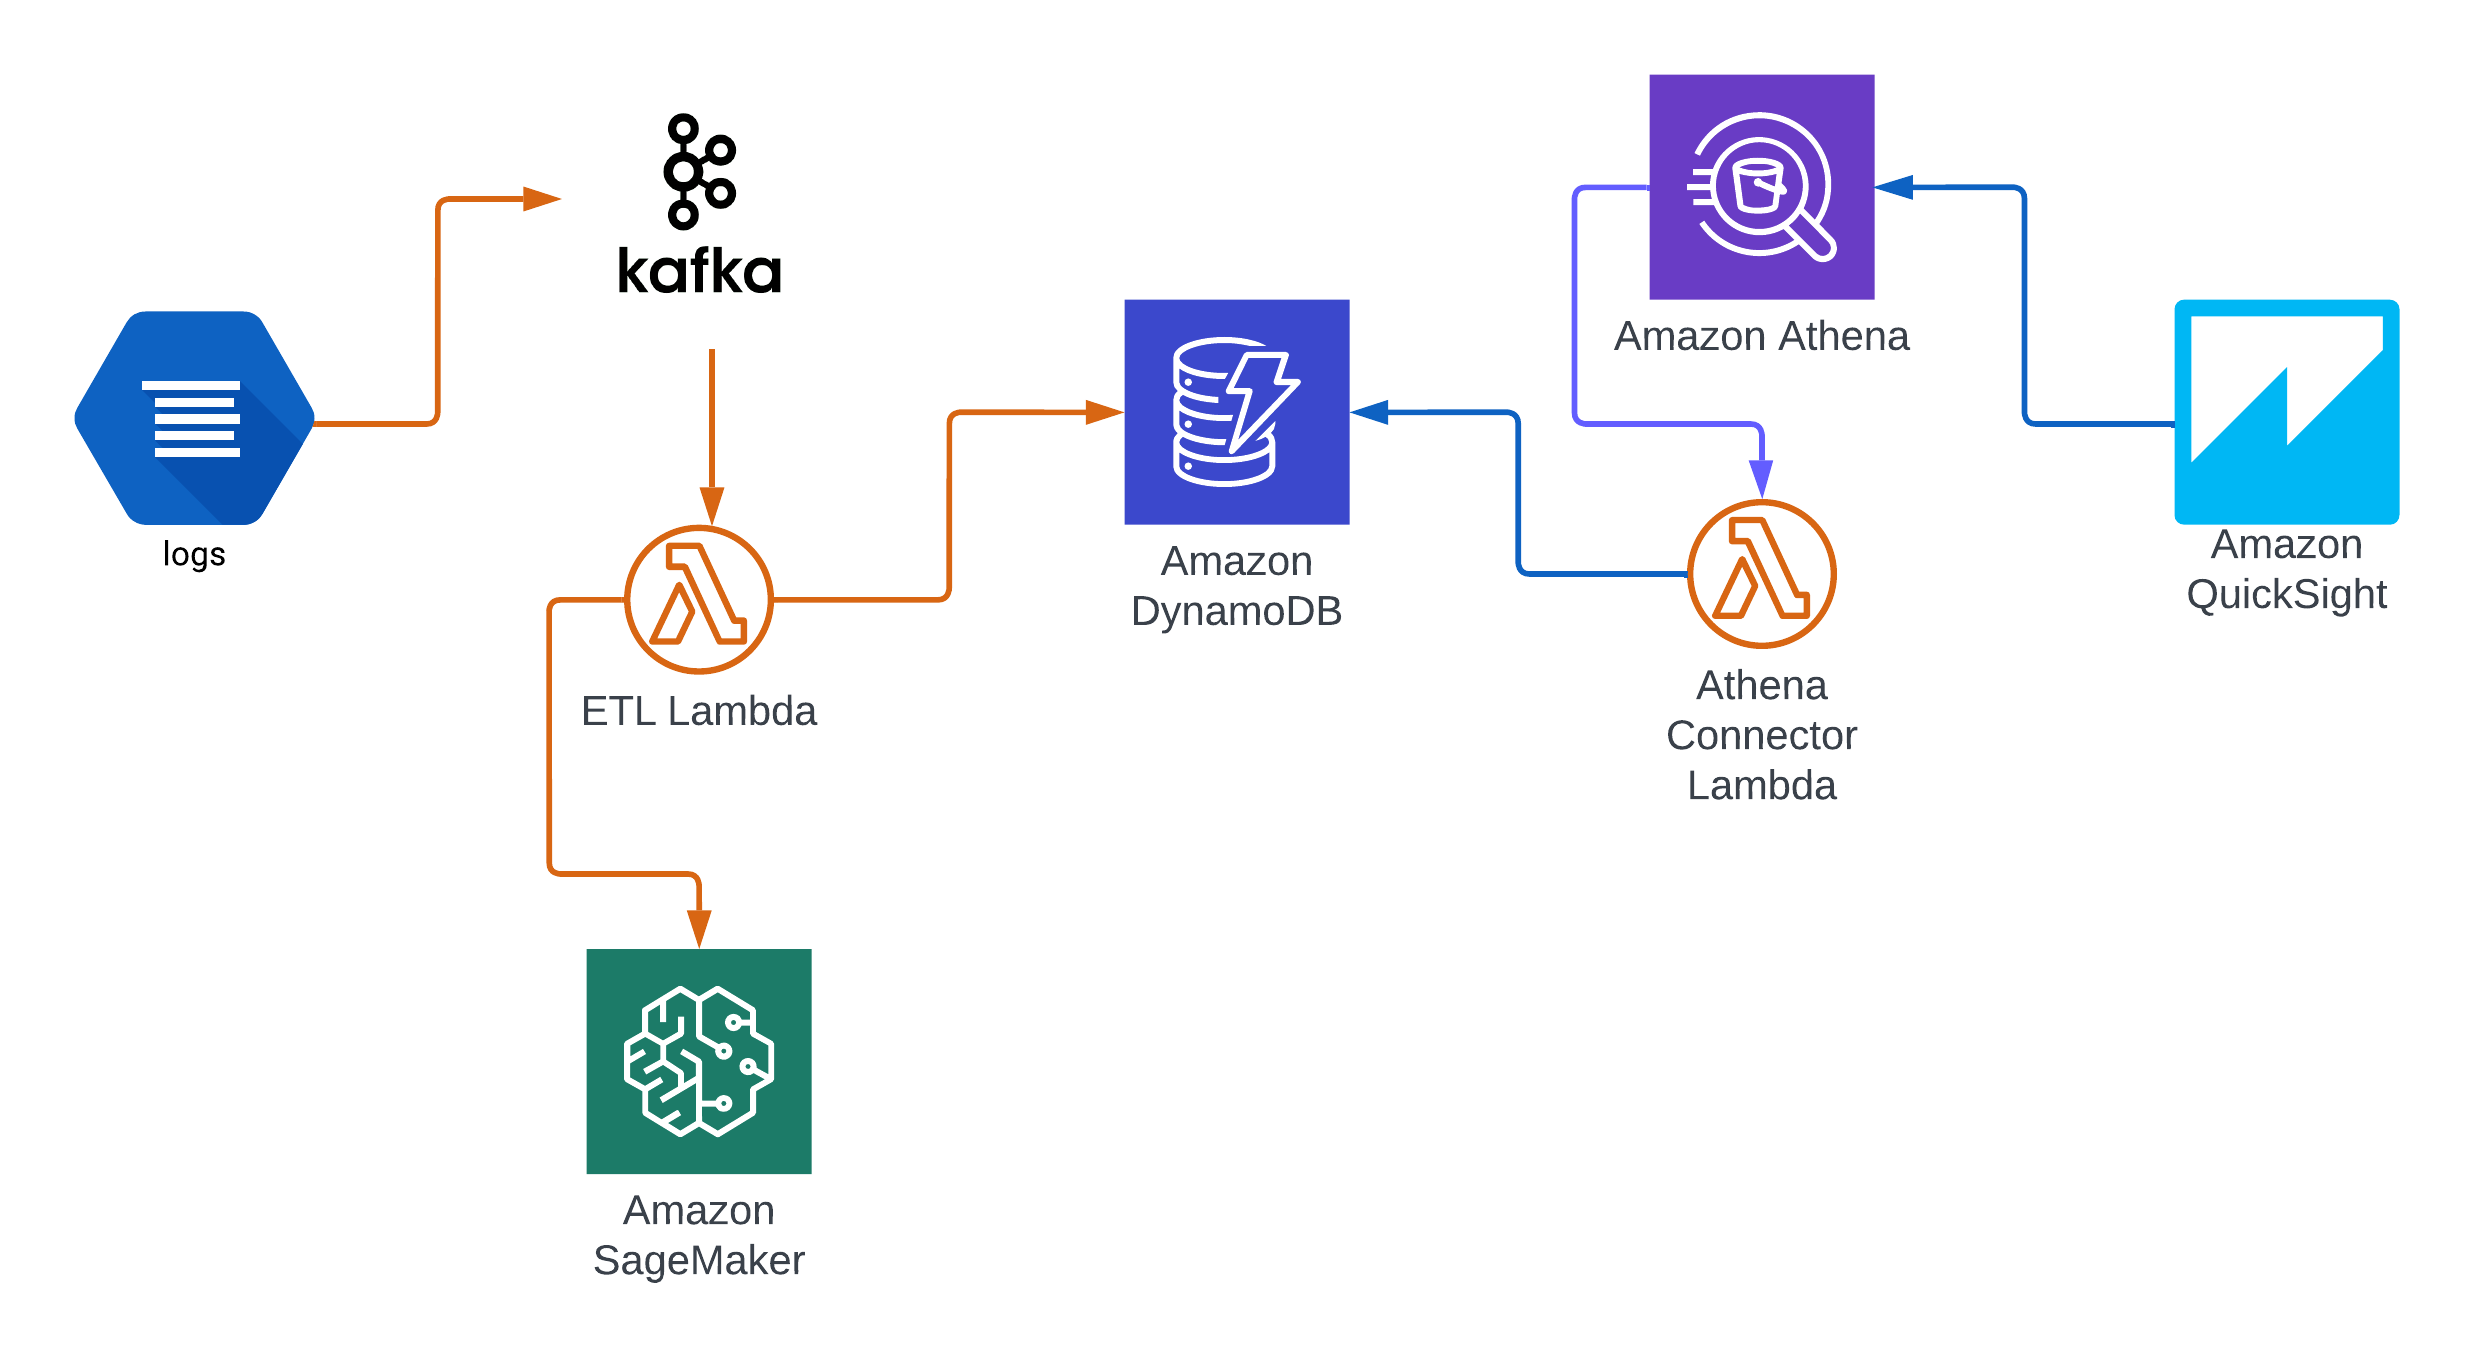 logs
kafka
ETL Lambda
Amazon
SageMaker
Amazon
DynamoDB
Amazon Athena
Athena
Connector
Lambda
Amazon
QuickSight